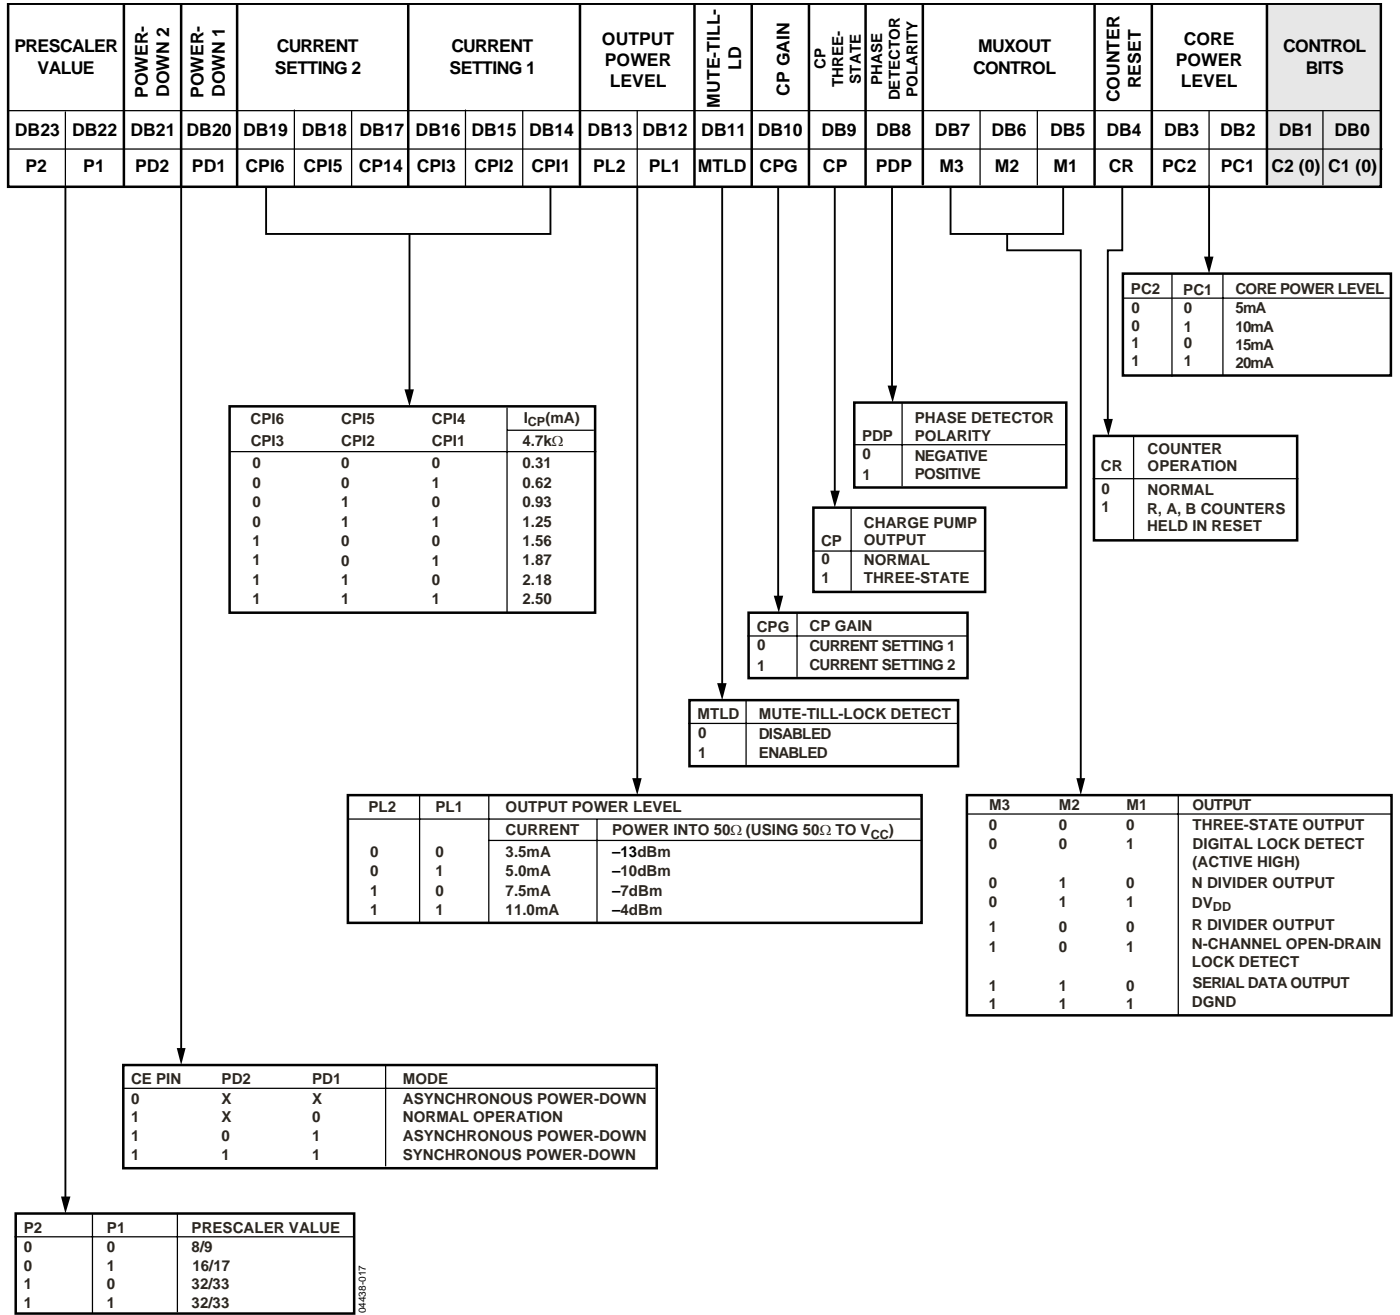 PRESCALER VALUE
POWER-DOWN 2
POWER-DOWN 1
CURRENT SETTING 2
CURRENT SETTING 1
OUTPUT POWER LEVEL
MUTE-TILL-LD
CP GAIN
CP THREE-STATE
PHASE DETECTOR POLARITY
MUXOUT CONTROL
COUNTER RESET
CORE POWER LEVEL
CONTROL BITS
DB23 DB22 DB21 DB20 DB19 DB18 DB17 DB16 DB15 DB14 DB13 DB12 DB11 DB10 DB9 DB8 DB7 DB6 DB5 DB4 DB3 DB2 DB1 DB0
P2 P1 PD2 PD1 CPI6 CPI5 CP14 CPI3 CPI2 CPI1 PL2 PL1 MTLD CPG CP PDP M3 M2 M1 CR PC2 PC1 C2 (0) C1 (0)
PC2 PC1 CORE POWER LEVEL
0 0 5mA
0 1 10mA
1 0 15mA
1 1 20mA
CPI6 CPI5 CPI4 ICP(mA)
CPI3 CPI2 CPI1 4.7kΩ
0 0 0 0.31
0 0 1 0.62
0 1 0 0.93
0 1 1 1.25
1 0 0 1.56
1 0 1 1.87
1 1 0 2.18
1 1 1 2.50
PHASE DETECTOR
PDP POLARITY
0 NEGATIVE
1 POSITIVE
COUNTER
CR OPERATION
0 NORMAL
1 R, A, B COUNTERS
HELD IN RESET
CHARGE PUMP
CP OUTPUT
0 NORMAL
1 THREE-STATE
CPG CP GAIN
0 CURRENT SETTING 1
1 CURRENT SETTING 2
MTLD MUTE-TILL-LOCK DETECT
0 DISABLED
1 ENABLED
PL2 PL1 OUTPUT POWER LEVEL
CURRENT POWER INTO 50Ω (USING 50Ω TO VCC)
0 0 3.5mA –13dBm
0 1 5.0mA –10dBm
1 0 7.5mA –7dBm
1 1 11.0mA –4dBm
M3 M2 M1 OUTPUT
0 0 0 THREE-STATE OUTPUT
0 0 1 DIGITAL LOCK DETECT
(ACTIVE HIGH)
0 1 0 N DIVIDER OUTPUT
0 1 1 DVDD
1 0 0 R DIVIDER OUTPUT
1 0 1 N-CHANNEL OPEN-DRAIN
LOCK DETECT
1 1 0 SERIAL DATA OUTPUT
1 1 1 DGND
CE PIN PD2 PD1 MODE
0 X X ASYNCHRONOUS POWER-DOWN
1 X 0 NORMAL OPERATION
1 0 1 ASYNCHRONOUS POWER-DOWN
1 1 1 SYNCHRONOUS POWER-DOWN
P2 P1 PRESCALER VALUE
0 0 8/9
0 1 16/17
1 0 32/33
1 1 32/33
04438-017